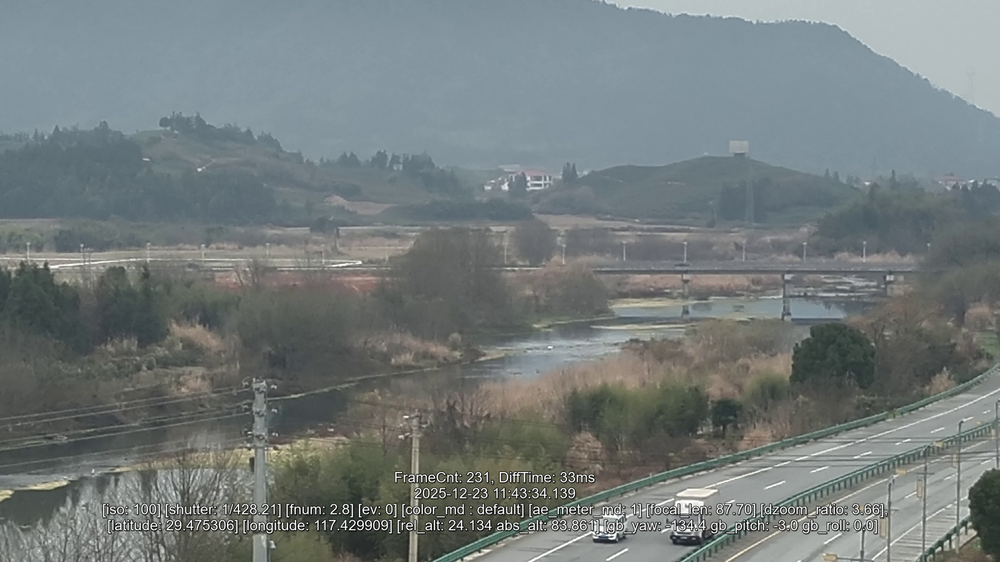 FrameCnt: 231, DiffTime: 33ms
2025-12-23 11:43:34.139
[iso: 100] [shutter: 1/428.21] [fnum: 2.8] [ev: 0] [color_md : default] [ae_meter_md: 1] [focal_len: 87.70] [dzoom_ratio: 3.66],
[latitude: 29.475306] [longitude: 117.429909] [rel_alt: 24.134 abs_alt: 83.861] [gb_yaw: -134.4 gb_pitch: -3.0 gb_roll: 0.0]